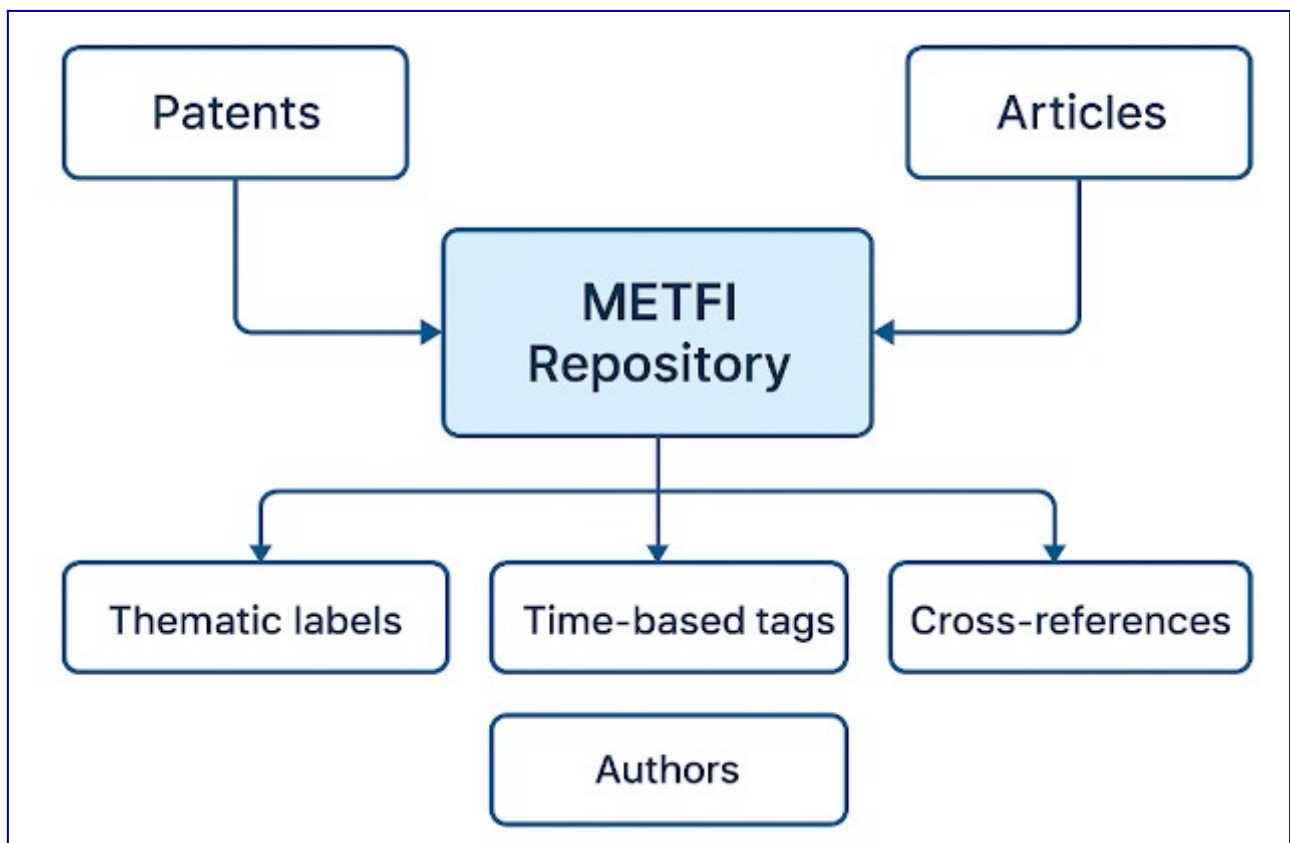 Patents
Articles
METFI
Repository
Thematic labels
Time-based tags
Cross-references
Authors